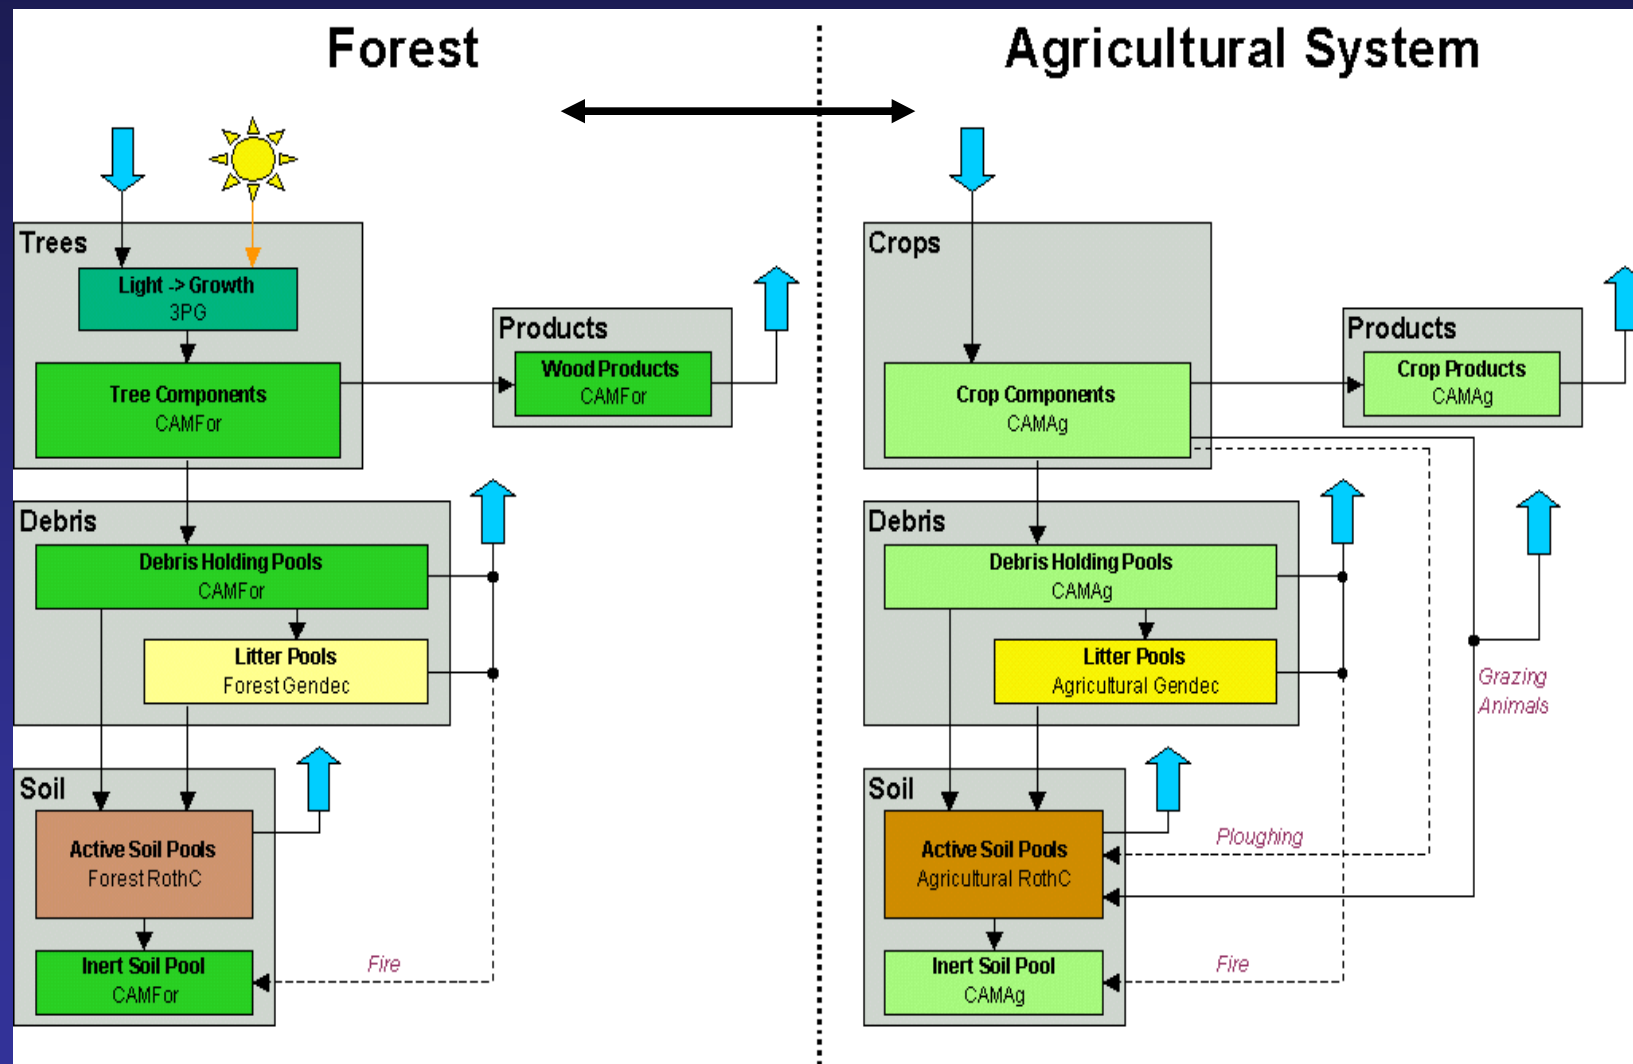 Forest
Trees
Light -> Growth
3PG
Tree Components
CAMFor
Products
Wood Products
CAMFor
Debris
Debris Holding Pools
CAMFor
Litter Pools
Forest Gendec
Soil
Active Soil Pools
Forest RothC
Inert Soil Pool
CAMFor
Fire
Agricultural System
Crops
Crop Components
CAMAg
Products
Crop Products
CAMAg
Debris
Debris Holding Pools
CAMAg
Litter Pools
Agricultural Gendec
Grazing
Animals
Soil
Active Soil Pools
Agricultural RothC
Ploughing
Inert Soil Pool
CAMAg
Fire